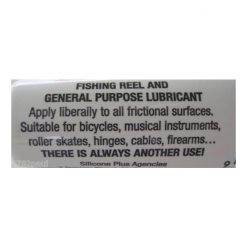 FISHING REEL AND
GENERAL PURPOSE LUBRICANT
Apply liberally to all frictional surfaces.
Suitable for bicycles, musical instruments,
roller skates, hinges, cables, firearms...
THERE IS ALWAYS ANOTHER USE!
Silicone Plus Agencies